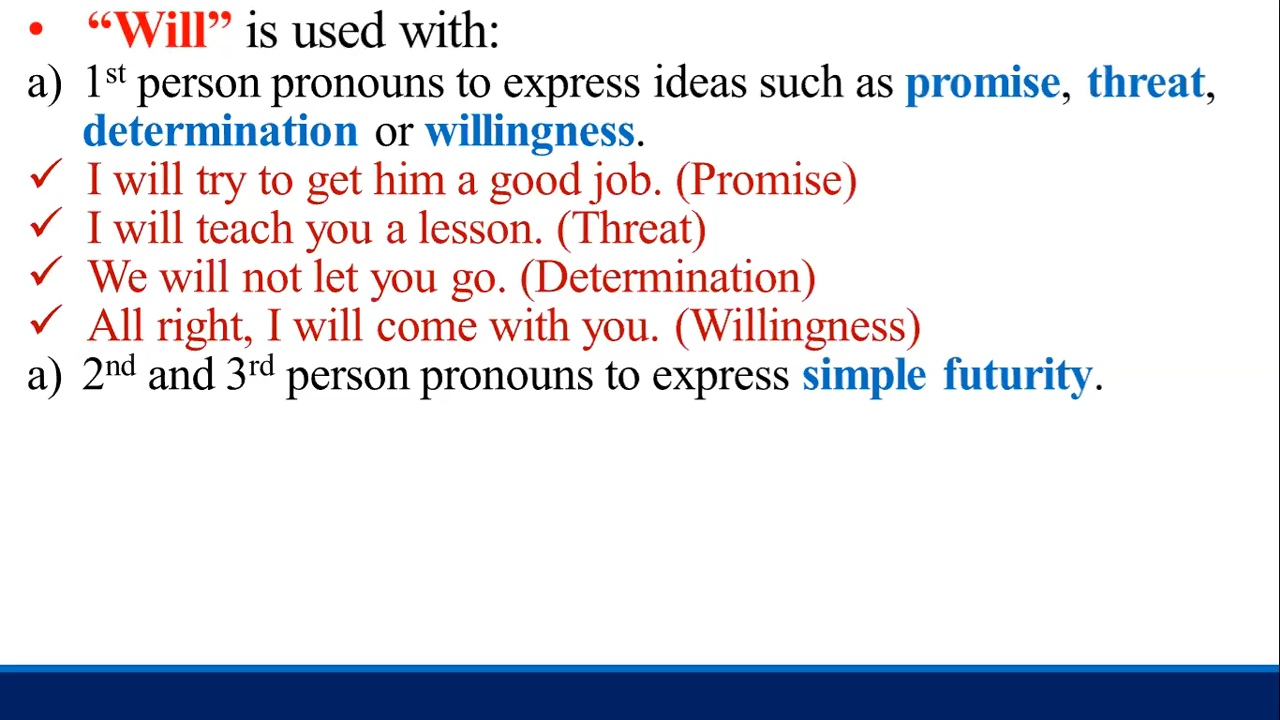 • “Will” is used with:
a) 1st person pronouns to express ideas such as promise, threat,
determination or willingness.
✓ I will try to get him a good job. (Promise)
✓ I will teach you a lesson. (Threat)
✓ We will not let you go. (Determination)
✓ All right, I will come with you. (Willingness)
a) 2nd and 3rd person pronouns to express simple futurity.